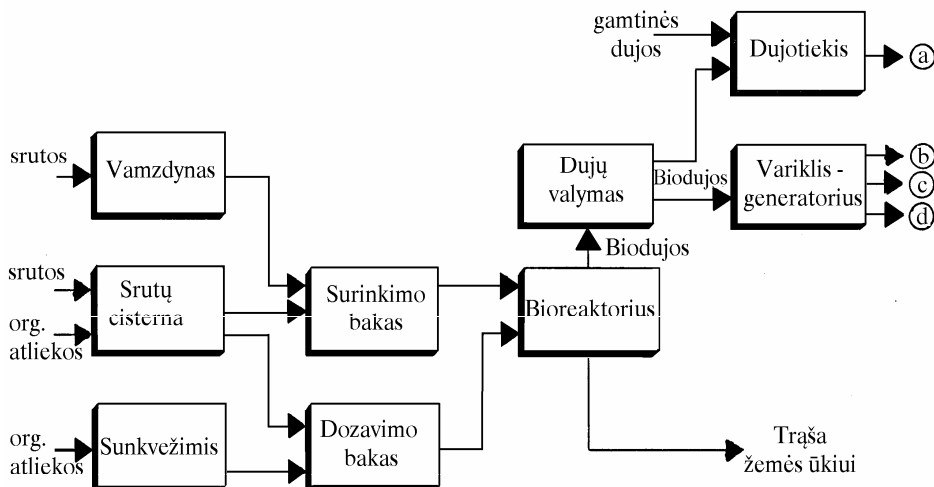 gamtinės
dujos
Dujotiekis
a
srutos
Vamzdynas
Dujų
valymas
Biodujos
Variklis -
generatorius
b
c
d
Biodujos
srutos
org.
atliekos
Srutų
cisterna
Surinkimo
bakas
Bioreaktorius
org.
atliekos
Sunkvežimis
Dozavimo
bakas
Trąša
žemės ūkiui